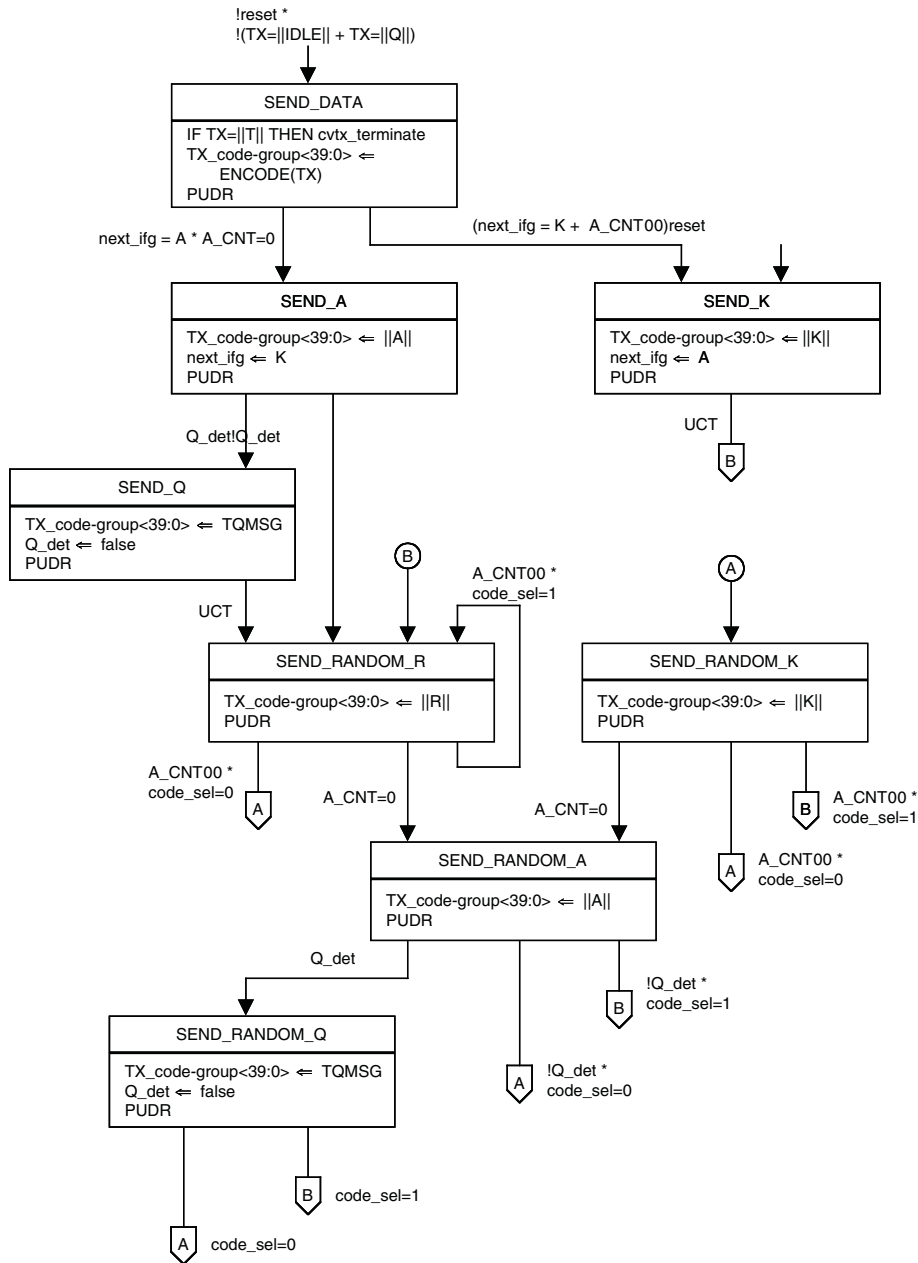 !reset *
!(TX=||IDLE|| + TX=||Q||)
SEND_DATA
IF TX=||T|| THEN cvtx_terminate
TX_code-group<39:0> ⇐
ENCODE(TX)
PUDR
next_ifg = A * A_CNT=0
(next_ifg = K + A_CNT00)reset
SEND_A
TX_code-group<39:0> ⇐ ||A||
next_ifg ⇐ K
PUDR
SEND_K
TX_code-group<39:0> ⇐ ||K||
next_ifg ⇐ A
PUDR
Q_det!Q_det
UCT
B
SEND_Q
TX_code-group<39:0> ⇐ TQMSG
Q_det ⇐ false
PUDR
UCT
B
A_CNT00 *
code_sel=1
A
SEND_RANDOM_R
TX_code-group<39:0> ⇐ ||R||
PUDR
SEND_RANDOM_K
TX_code-group<39:0> ⇐ ||K||
PUDR
A_CNT00 *
code_sel=0
A
A_CNT=0
A_CNT=0
B
A_CNT00 *
code_sel=1
A
A_CNT00 *
code_sel=0
SEND_RANDOM_A
TX_code-group<39:0> ⇐ ||A||
PUDR
Q_det
B
!Q_det *
code_sel=1
A
!Q_det *
code_sel=0
SEND_RANDOM_Q
TX_code-group<39:0> ⇐ TQMSG
Q_det ⇐ false
PUDR
B
code_sel=1
A
code_sel=0